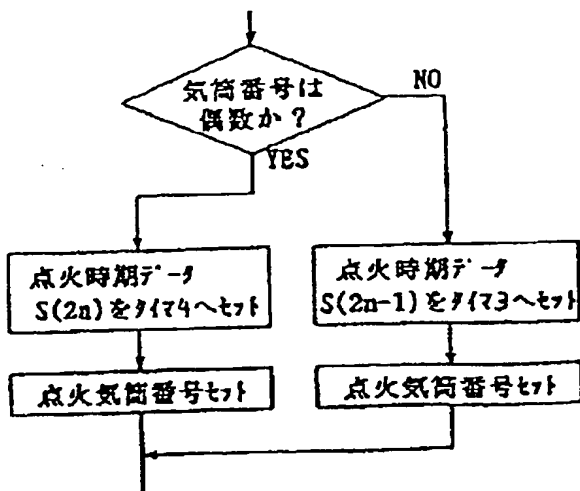 気筒番号は
偶数か?
NO
YES
点火時期データ
S(2n)をタイマ4へセット
点火時期データ
S(2n-1)をタイマ3へセット
点火気筒番号セット
点火気筒番号セット